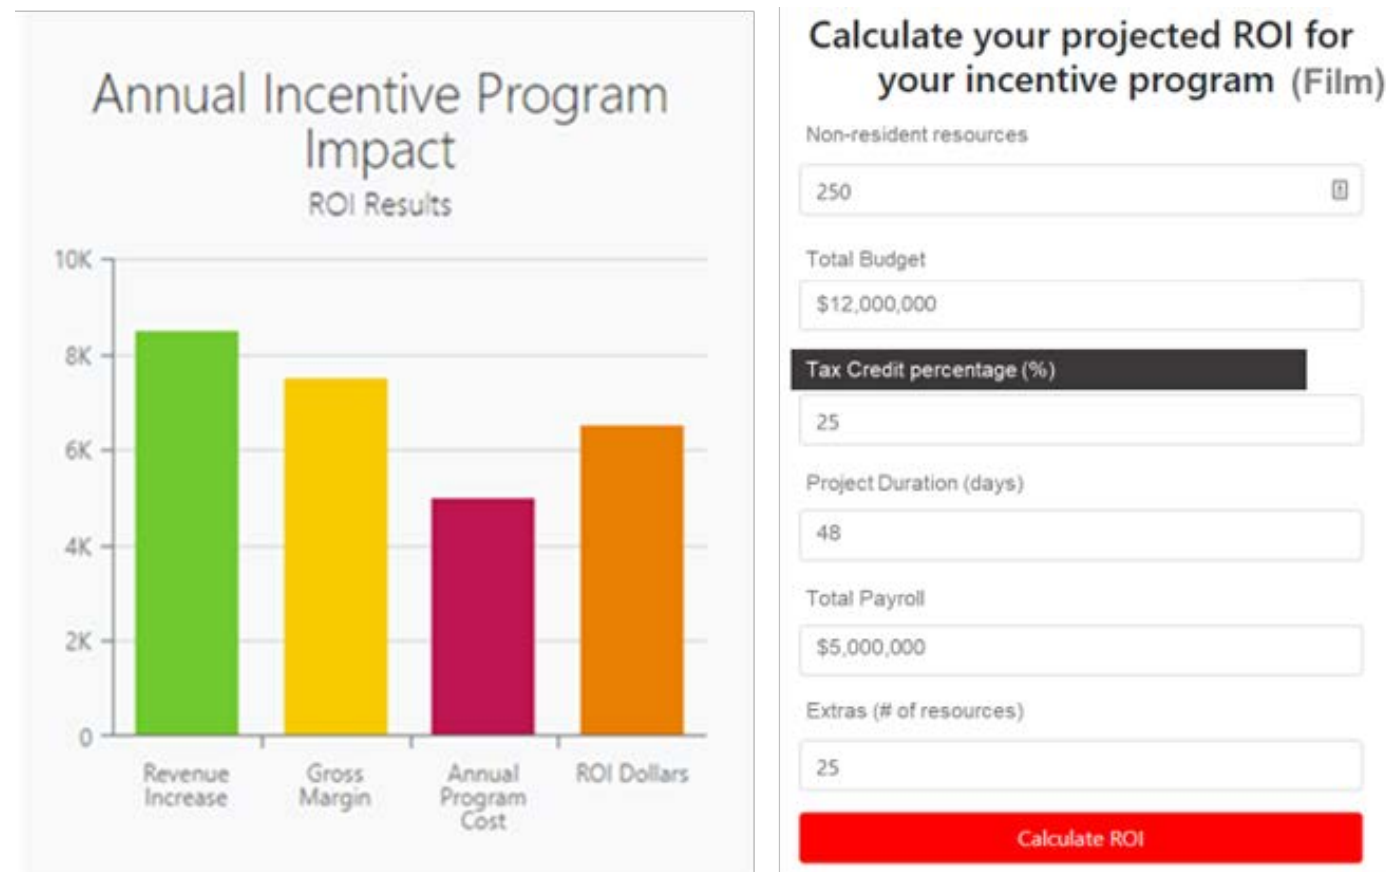 Annual Incentive Program
Impact
ROI Results
10K
8K
6K
4K
2K
0
Revenue
Increase
Gross
Margin
Annual
Program
Cost
ROI Dollars
Calculate your projected ROI for
your incentive program (Film)
Non-resident resources
250
Total Budget
$12,000,000
Tax Credit percentage (%)
25
Project Duration (days)
48
Total Payroll
$5,000,000
Extras (# of resources)
25
Calculate ROI